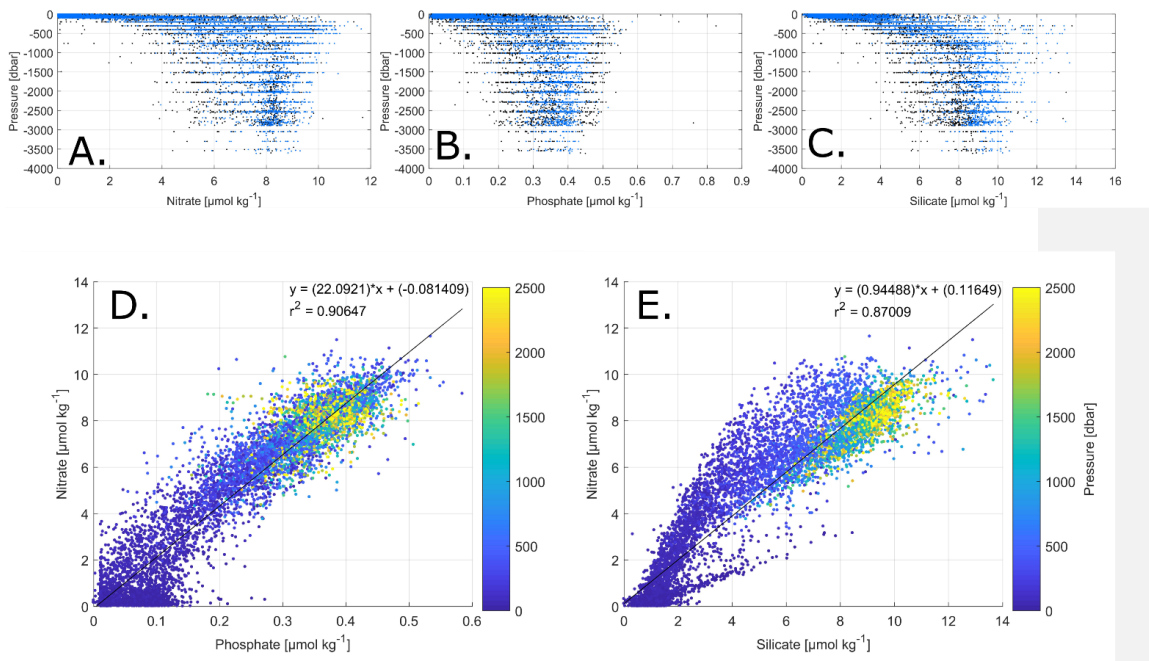 0
-500
-1000
-1500
-2000
-2500
-3000
-3500
-4000
Pressure [dbar]
A.
0 2 4 6 8 10 12
Nitrate [µmol kg-1]
0
-500
-1000
-1500
-2000
-2500
-3000
-3500
-4000
Pressure [dbar]
B.
0 0.1 0.2 0.3 0.4 0.5 0.6 0.7 0.8 0.9
Phosphate [µmol kg-1]
0
-500
-1000
-1500
-2000
-2500
-3000
-3500
-4000
Pressure [dbar]
C.
0 2 4 6 8 10 12 14 16
Silicate [µmol kg-1]
D.
y = (22.0921)*x + (-0.081409)
r2 = 0.90647
14
12
10
8
6
4
2
0
Nitrate [µmol kg-1]
0 0.1 0.2 0.3 0.4 0.5 0.6
Phosphate [µmol kg-1]
2500
2000
1500
1000
500
0
E.
y = (0.94488)*x + (0.11649)
r2 = 0.87009
14
12
10
8
6
4
2
0
Nitrate [µmol kg-1]
0 2 4 6 8 10 12 14
Silicate [µmol kg-1]
2500
2000
1500
1000
500
0
Pressure [dbar]